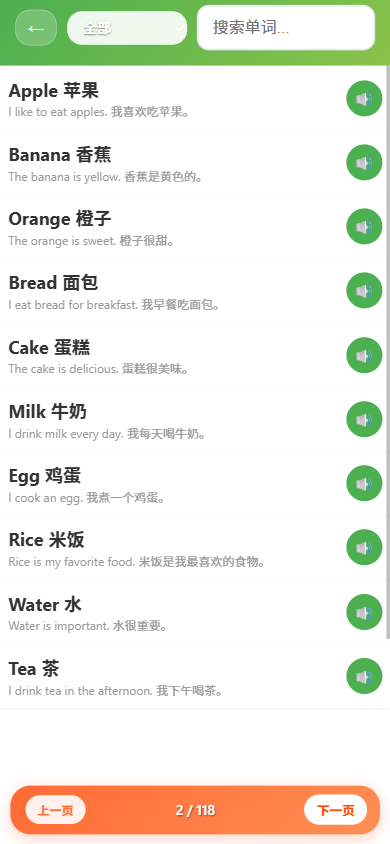 ← 全部 搜索单词...
Apple 苹果
I like to eat apples. 我喜欢吃苹果。
Banana 香蕉
The banana is yellow. 香蕉是黄色的。
Orange 橙子
The orange is sweet. 橙子很甜。
Bread 面包
I eat bread for breakfast. 我早餐吃面包。
Cake 蛋糕
The cake is delicious. 蛋糕很美味。
Milk 牛奶
I drink milk every day. 我每天喝牛奶。
Egg 鸡蛋
I cook an egg. 我煮一个鸡蛋。
Rice 米饭
Rice is my favorite food. 米饭是我最喜欢的食物。
Water 水
Water is important. 水很重要。
Tea 茶
I drink tea in the afternoon. 我下午喝茶。
上一页 2 / 118 下一页